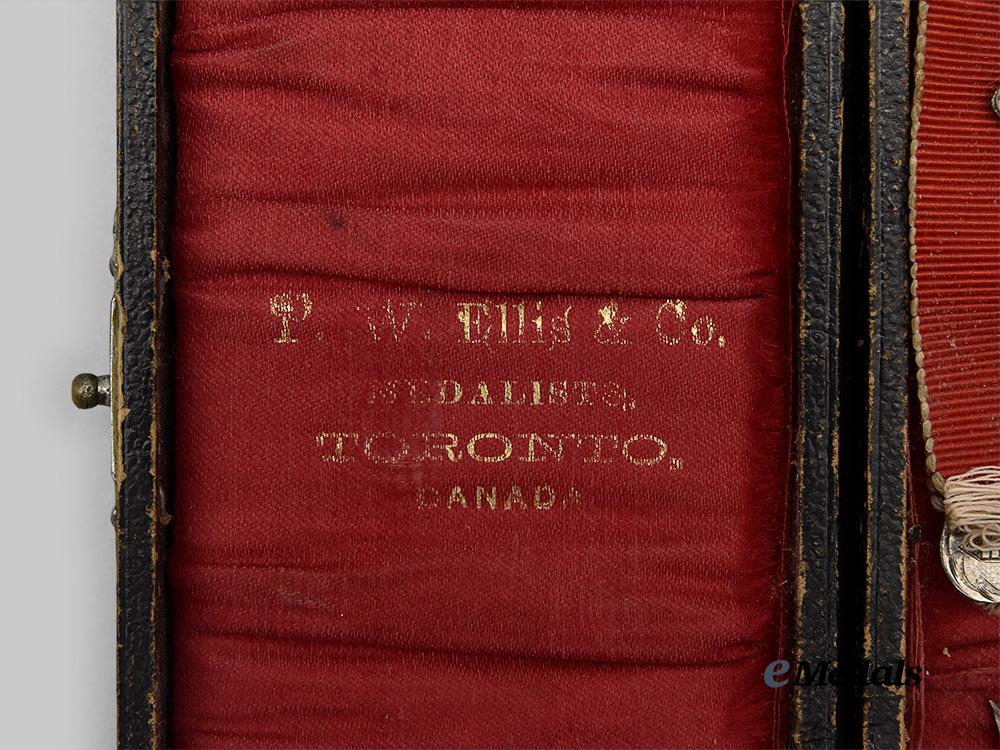 P. W. Ellis & Co.
MEDALISTS,
TORONTO,
CANADA
eMedals